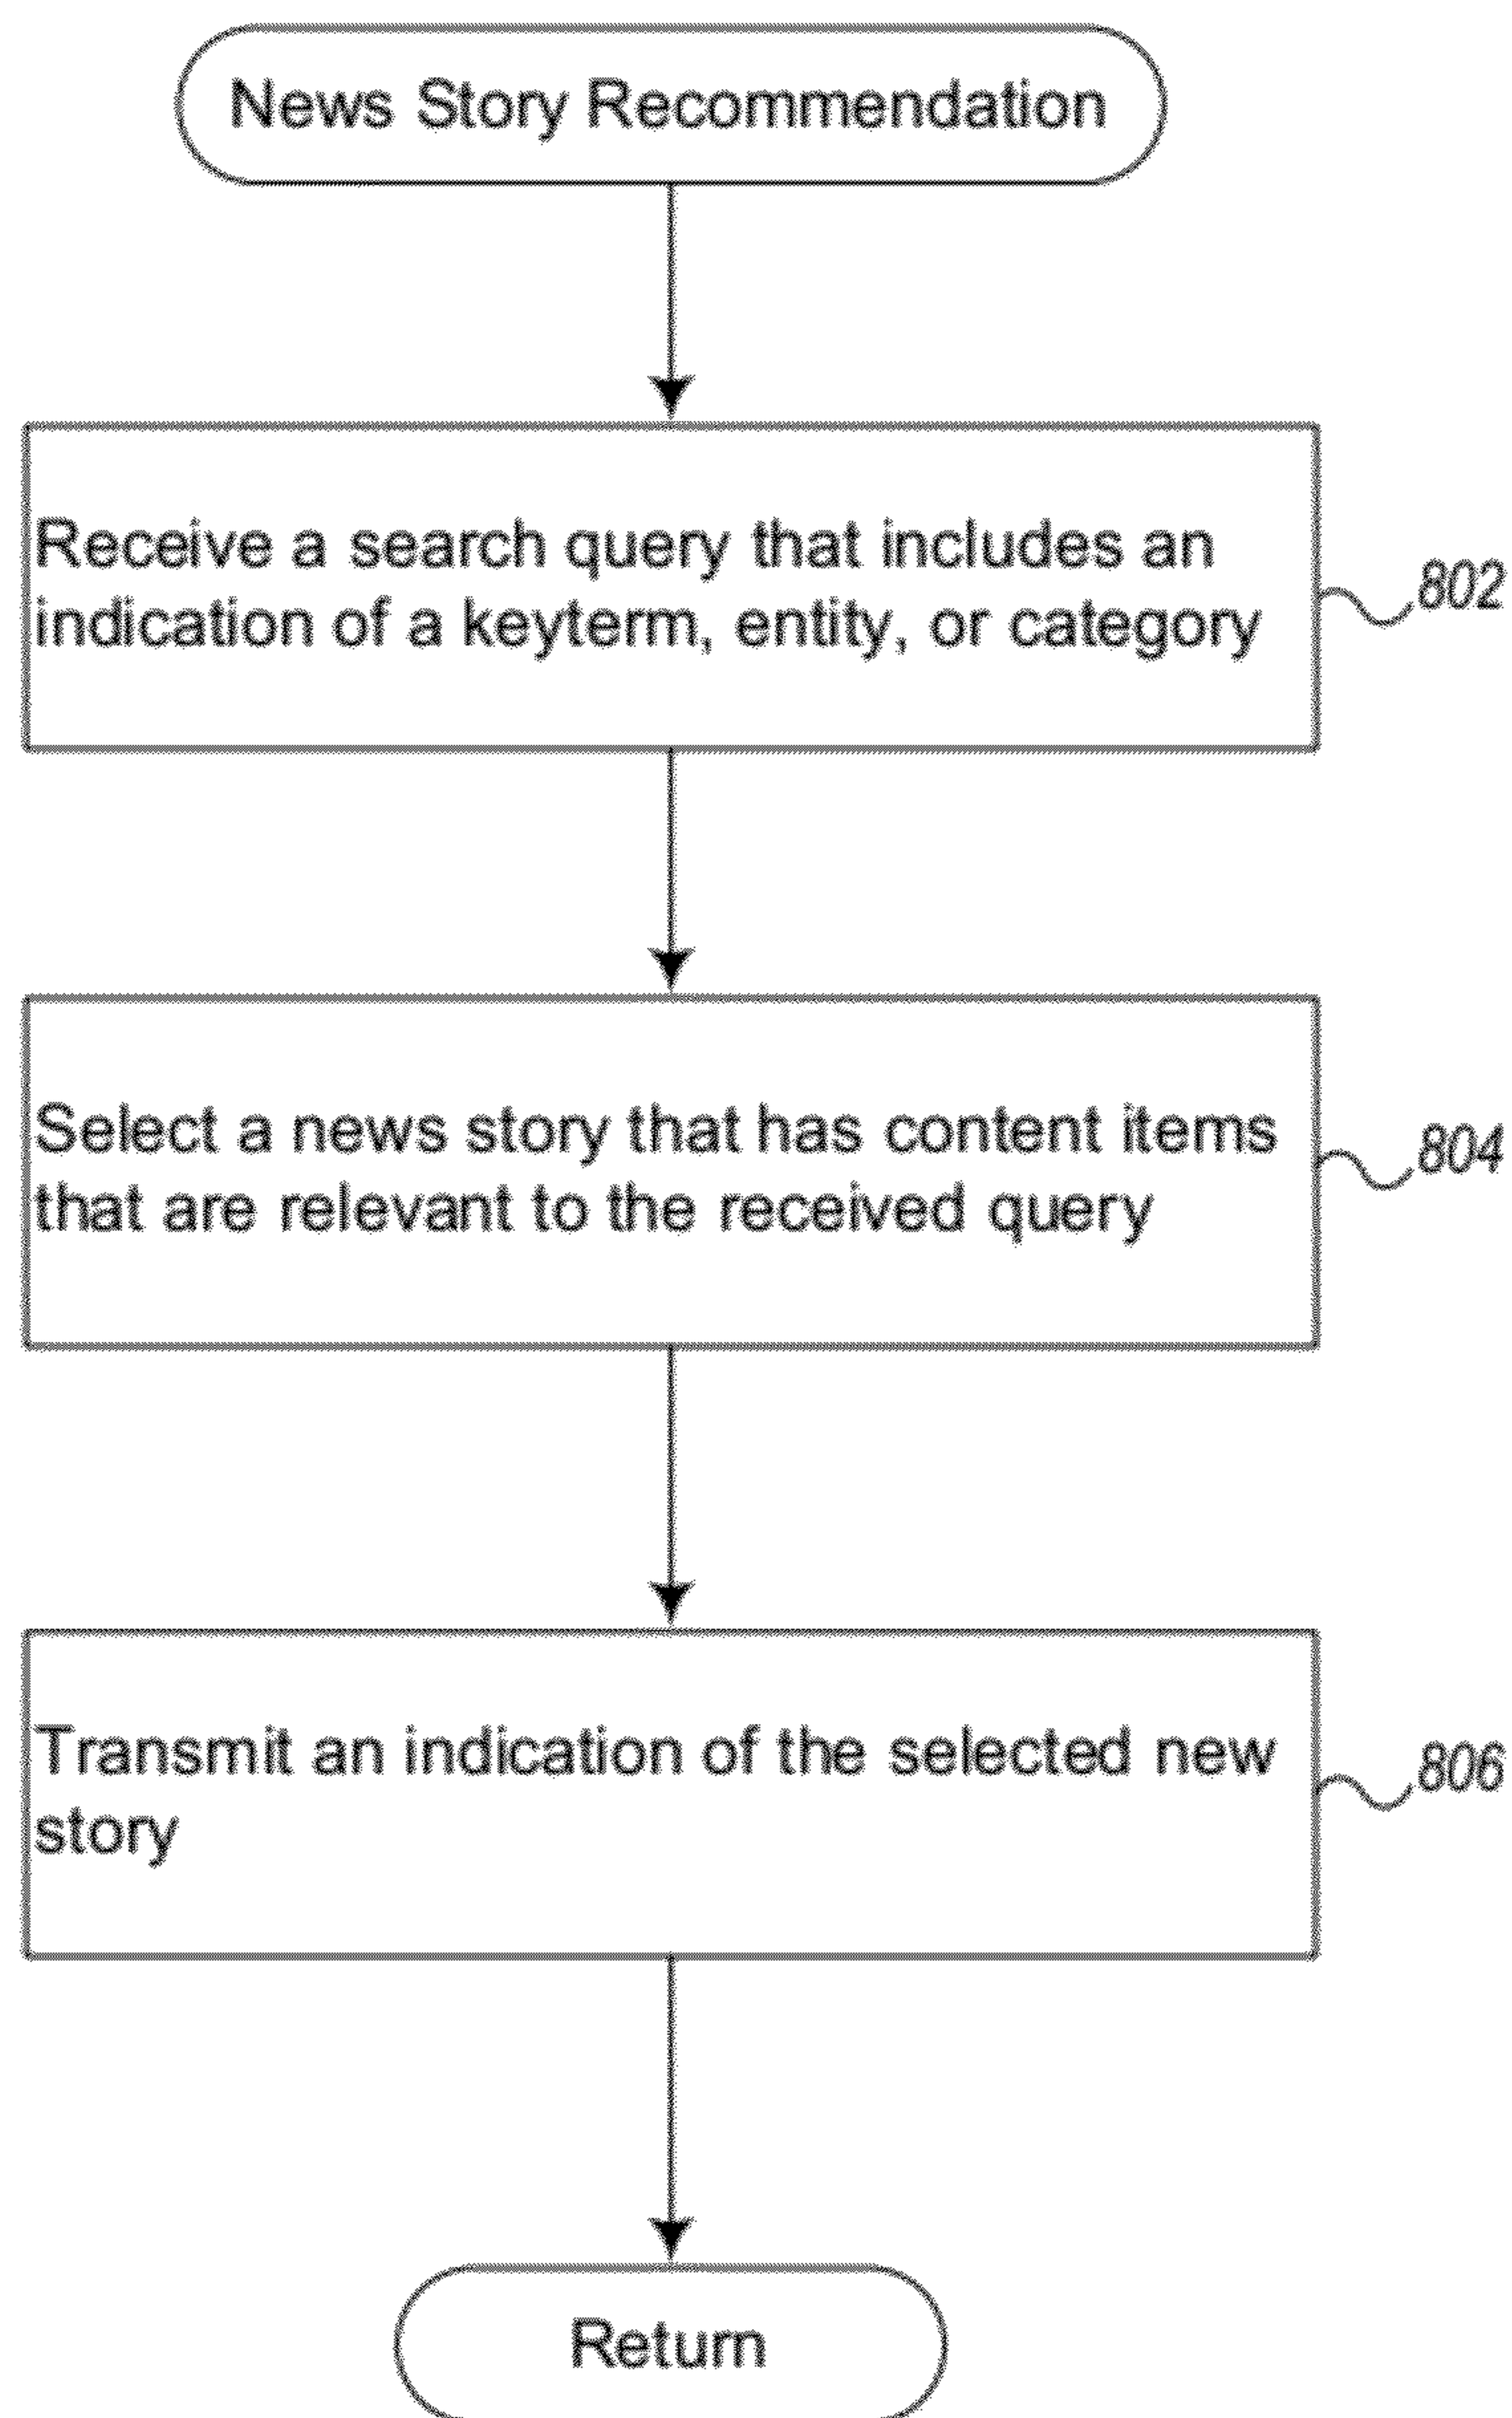 News Story Recommendation
Receive a search query that includes an
indication of a keyterm, entity, or category
802
Select a news story that has content items
that are relevant to the received query
804
Transmit an indication of the selected new
story
806
Return